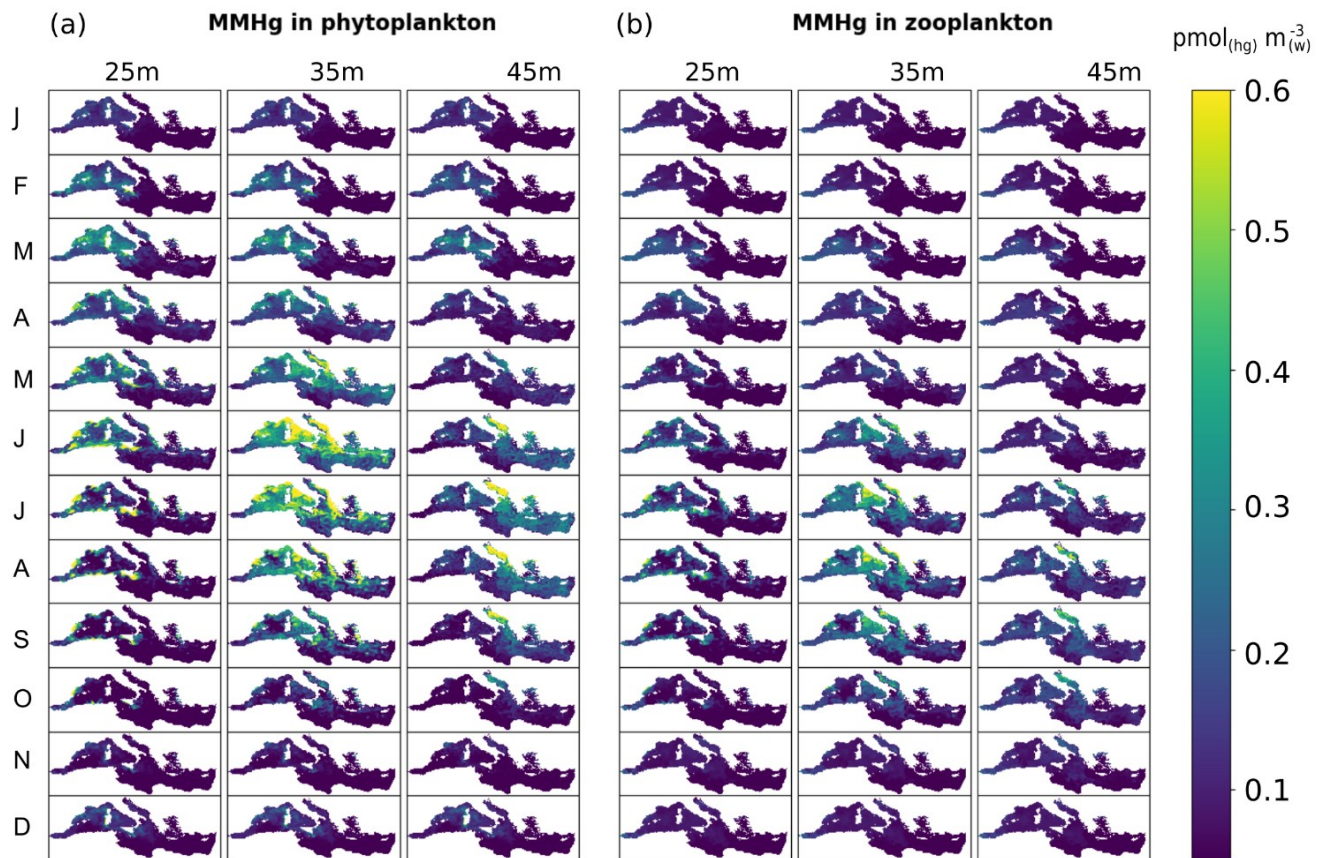 (a) MMHg in phytoplankton (b) MMHg in zooplankton
pmol(hg) m-3(w)
25m 35m 45m 25m 35m 45m
J
F
M
A
M
J
J
A
S
O
N
D
0.6
0.5
0.4
0.3
0.2
0.1